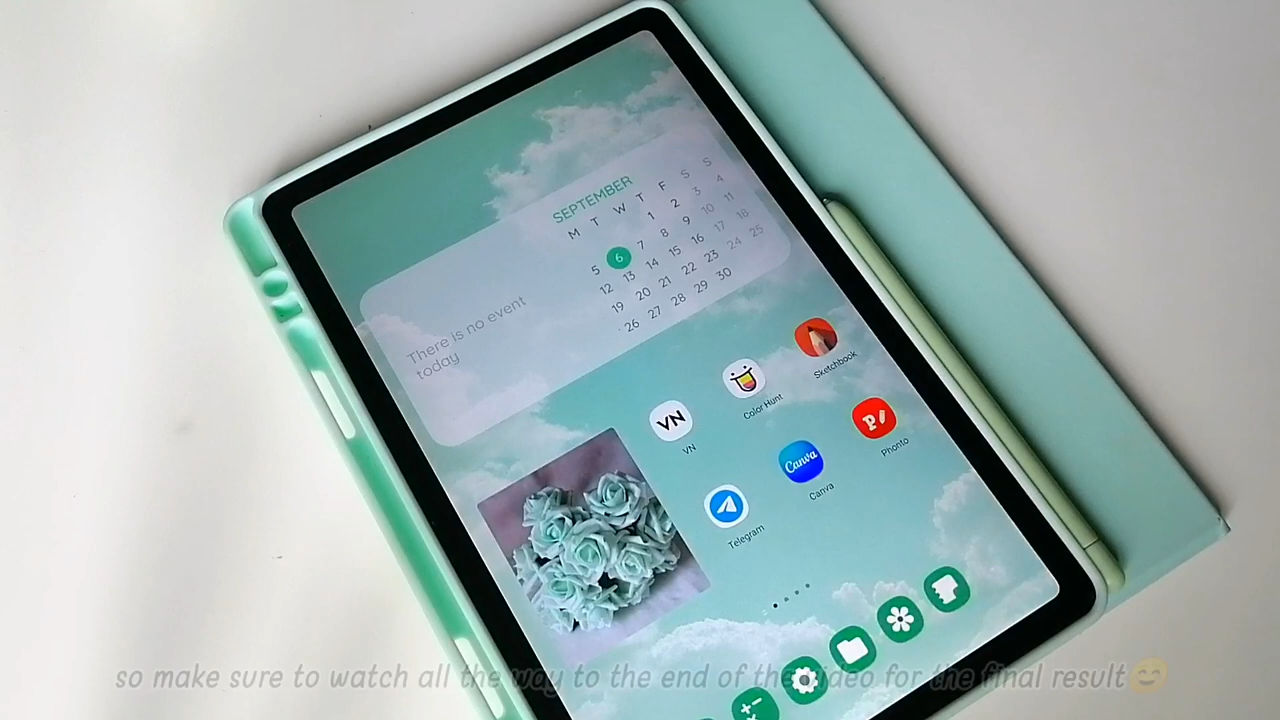 SEPTEMBER
M T W T F S S
1 2 3 4
5 6 7 8 9 10 11
12 13 14 15 16 17 18
19 20 21 22 23 24 25
26 27 28 29 30
There is no event
today
VN
VN
Color Hunt
Sketchbook
Telegram
Canva
Canva
P!
Phonto
so make sure to watch all the way to the end of the video for the final result